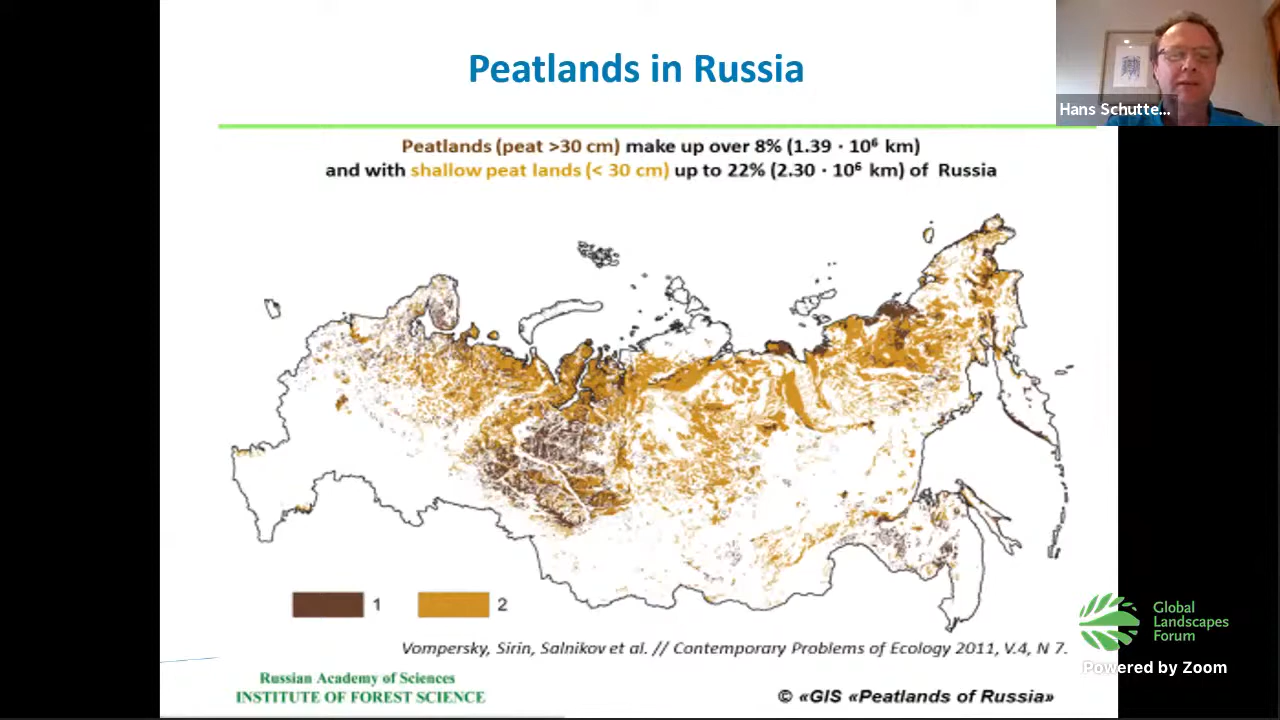 Peatlands in Russia
Hans Schutte...
Peatlands (peat >30 cm) make up over 8% (1.39 · 10⁶ km)
and with shallow peat lands (< 30 cm) up to 22% (2.30 · 10⁶ km) of Russia
1
2
Vompersky, Sirin, Salnikov et al. // Contemporary Problems of Ecology 2011, V.4, N 7.
Russian Academy of Sciences
INSTITUTE OF FOREST SCIENCE
© «GIS «Peatlands of Russia»
Global
Landscapes
Forum
Powered by Zoom